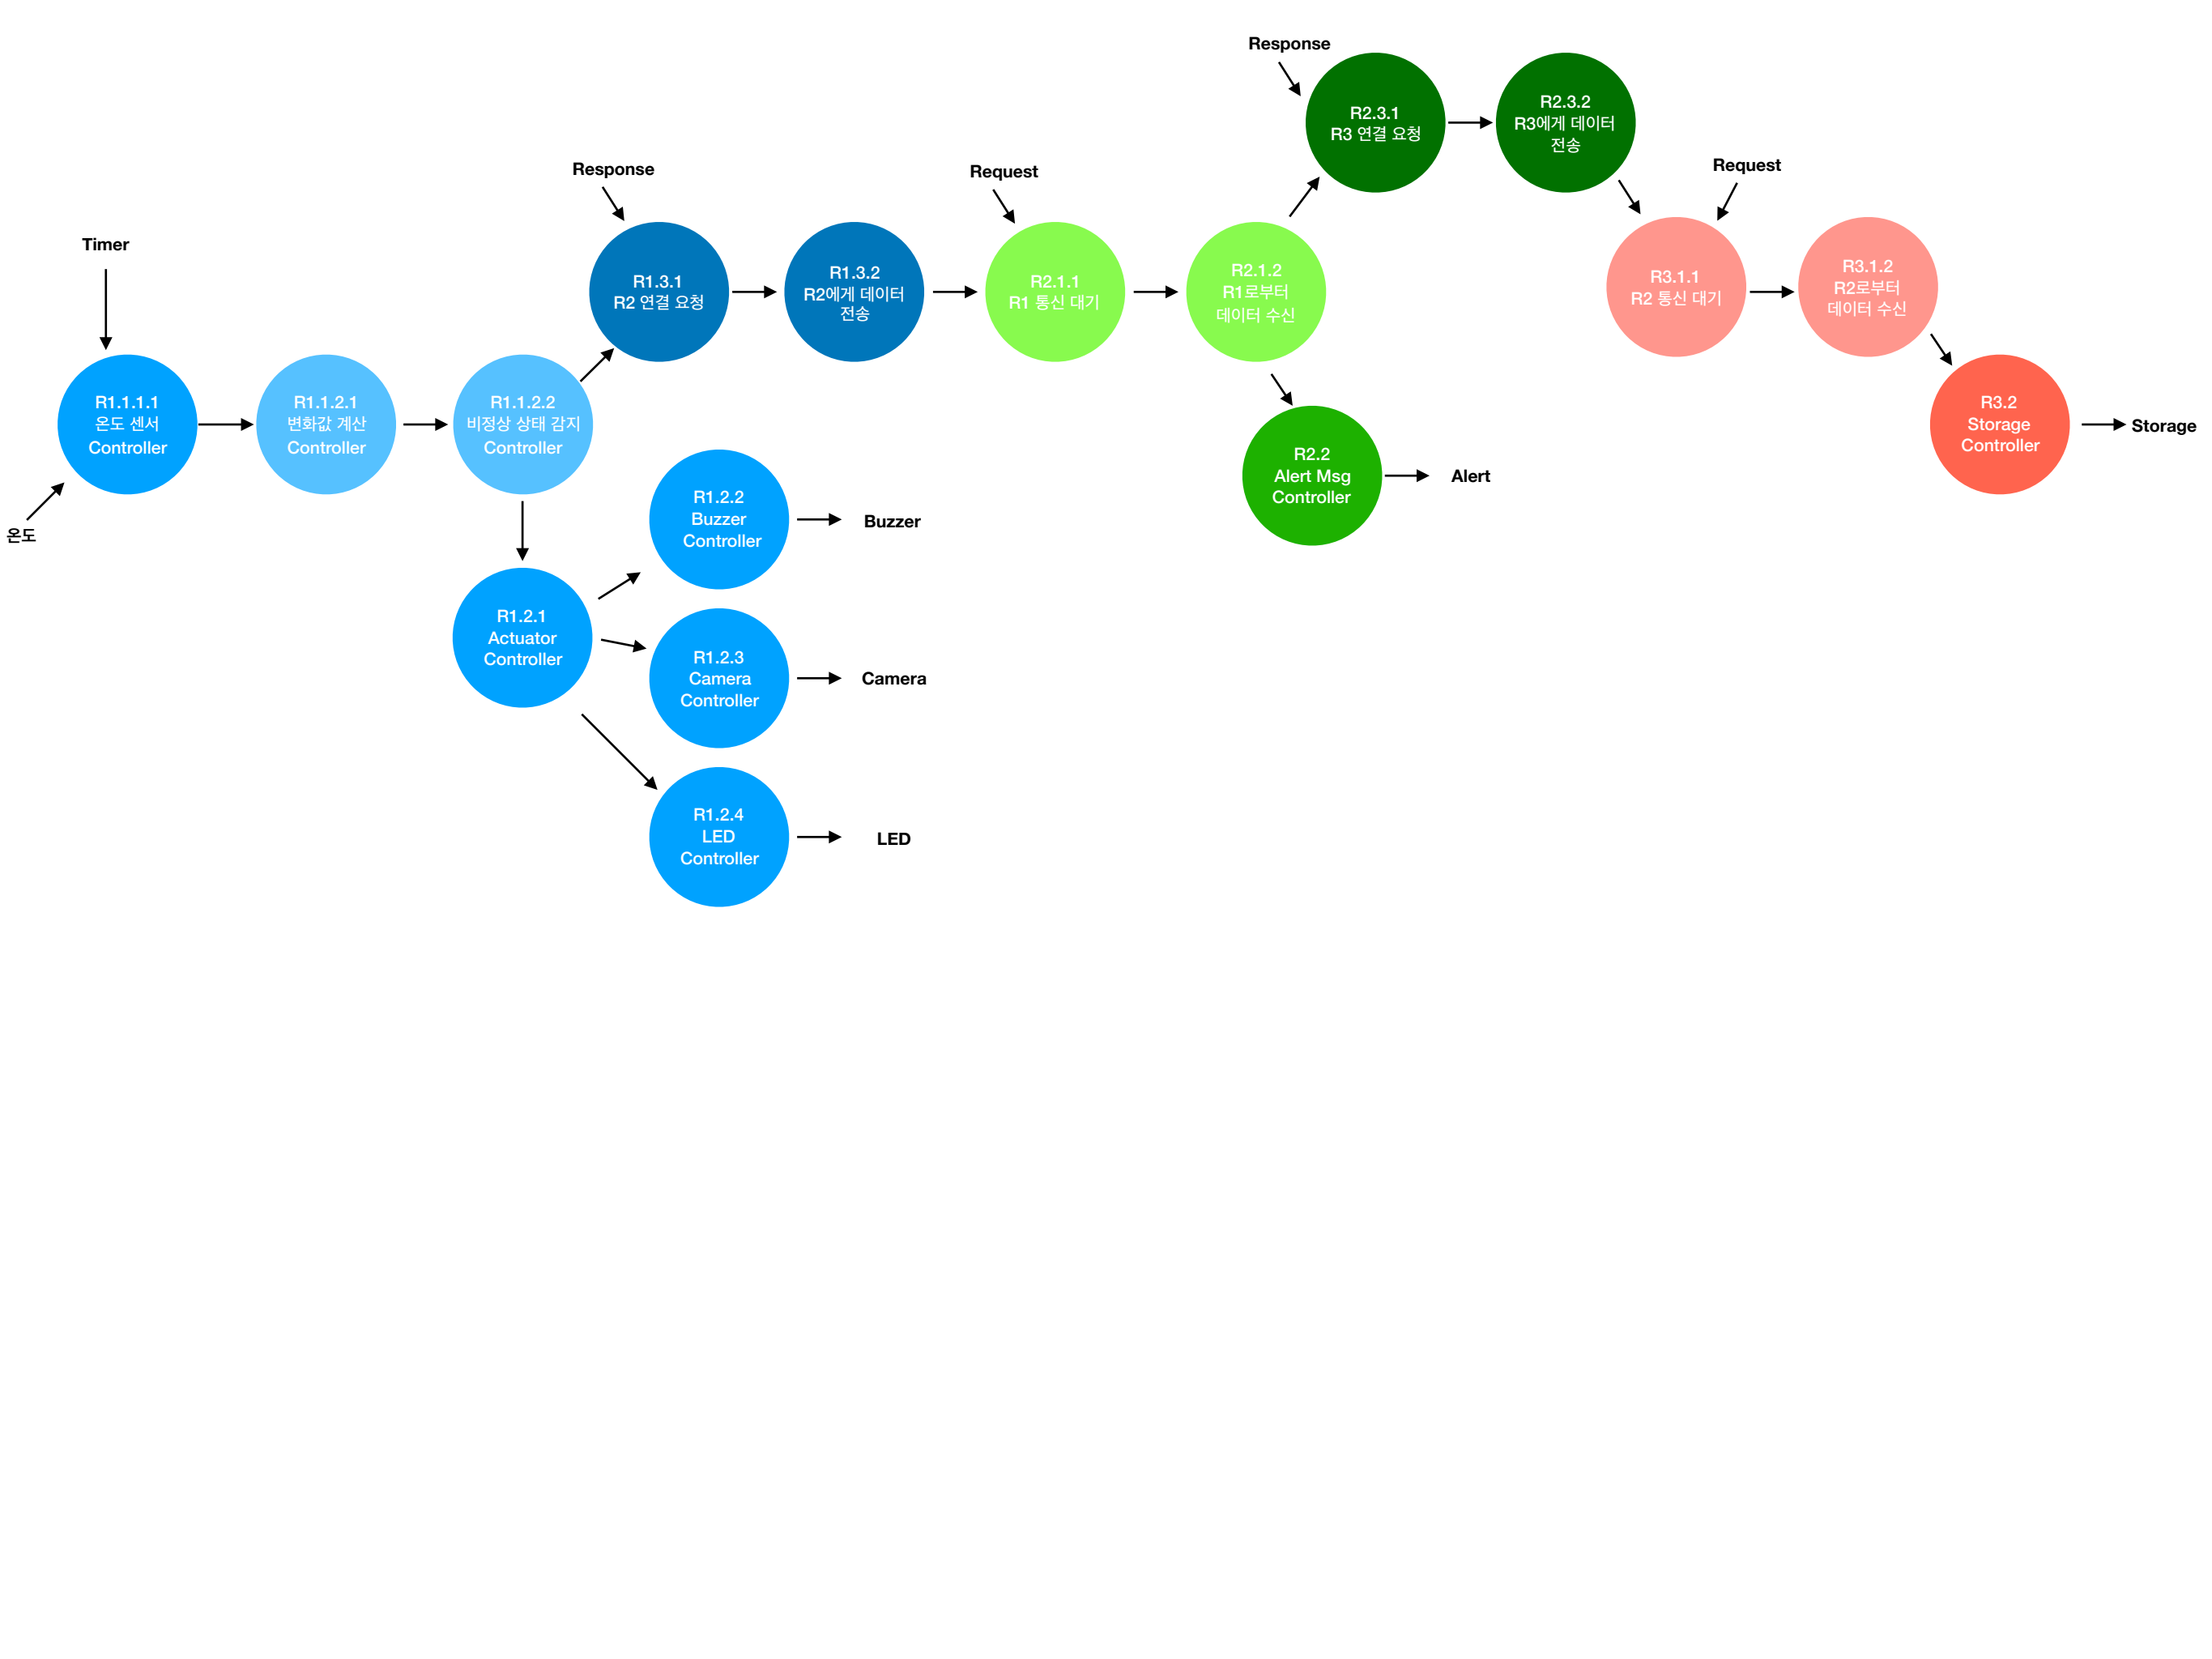 Response
R2.3.1
R3 연결 요청
R2.3.2
R3에게 데이터
전송
Response
Request
Request
Timer
R1.3.1
R2 연결 요청
R1.3.2
R2에게 데이터
전송
R2.1.1
R1 통신 대기
R2.1.2
R1로부터
데이터 수신
R3.1.1
R2 통신 대기
R3.1.2
R2로부터
데이터 수신
R1.1.1.1
온도 센서
Controller
R1.1.2.1
변화값 계산
Controller
R1.1.2.2
비정상 상태 감지
Controller
R3.2
Storage
Controller
Storage
R2.2
Alert Msg
Controller
Alert
온도
R1.2.2
Buzzer
Controller
Buzzer
R1.2.1
Actuator
Controller
R1.2.3
Camera
Controller
Camera
R1.2.4
LED
Controller
LED